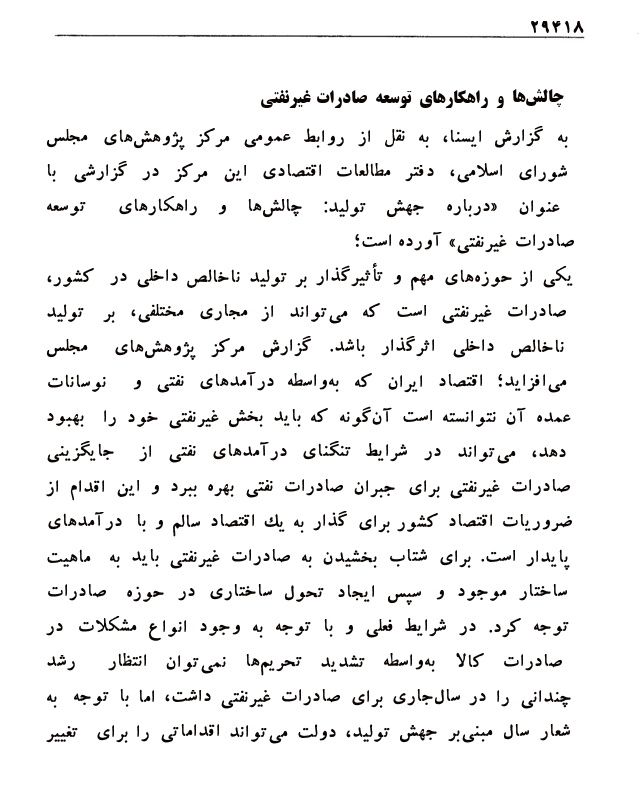 ۲۹۴۱۸
چالش‌ها و راهکارهای توسعه صادرات غیرنفتی
به گزارش ایسنا، به نقل از روابط عمومی مرکز پژوهش‌های مجلس
شورای اسلامی، دفتر مطالعات اقتصادی این مرکز در گزارشی با
عنوان «درباره جهش تولید: چالش‌ها و راهکارهای توسعه
صادرات غیرنفتی» آورده است؛
یکی از حوزه‌های مهم و تأثیرگذار بر تولید ناخالص داخلی در کشور،
صادرات غیرنفتی است که می‌تواند از مجاری مختلفی، بر تولید
ناخالص داخلی اثرگذار باشد. گزارش مرکز پژوهش‌های مجلس
می‌افزاید؛ اقتصاد ایران که به‌واسطه درآمدهای نفتی و نوسانات
عمده آن نتوانسته است آن‌گونه که باید بخش غیرنفتی خود را بهبود
دهد، می‌تواند در شرایط تنگنای درآمدهای نفتی از جایگزینی
صادرات غیرنفتی برای جبران صادرات نفتی بهره ببرد و این اقدام از
ضروریات اقتصاد کشور برای گذار به یك اقتصاد سالم و با درآمدهای
پایدار است. برای شتاب بخشیدن به صادرات غیرنفتی باید به ماهیت
ساختار موجود و سپس ایجاد تحول ساختاری در حوزه صادرات
توجه کرد. در شرایط فعلی و با توجه به وجود انواع مشکلات در
صادرات کالا به‌واسطه تشدید تحریم‌ها نمی‌توان انتظار رشد
چندانی را در سال‌جاری برای صادرات غیرنفتی داشت، اما با توجه به
شعار سال مبنی‌بر جهش تولید، دولت می‌تواند اقداماتی را برای تغییر